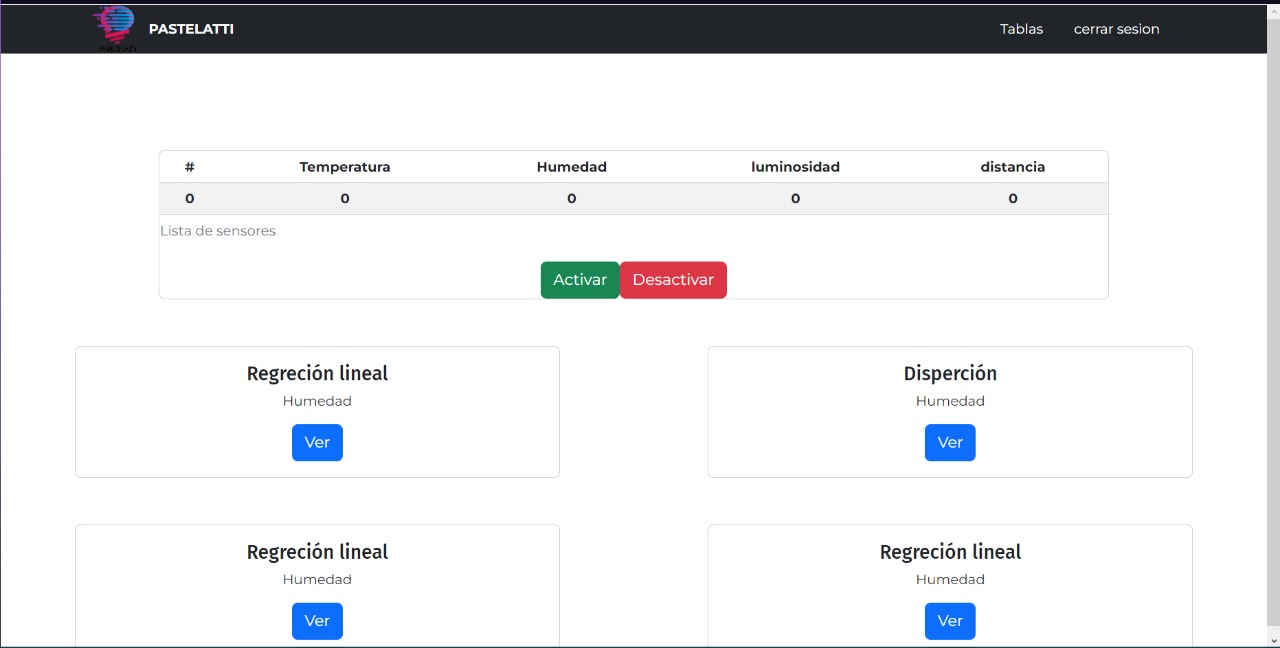 PASTELATTI Tablas cerrar sesion
# Temperatura Humedad luminosidad distancia
0 0 0 0 0
Lista de sensores
Activar Desactivar
Regreción lineal
Humedad
Ver
Disperción
Humedad
Ver
Regreción lineal
Humedad
Ver
Regreción lineal
Humedad
Ver